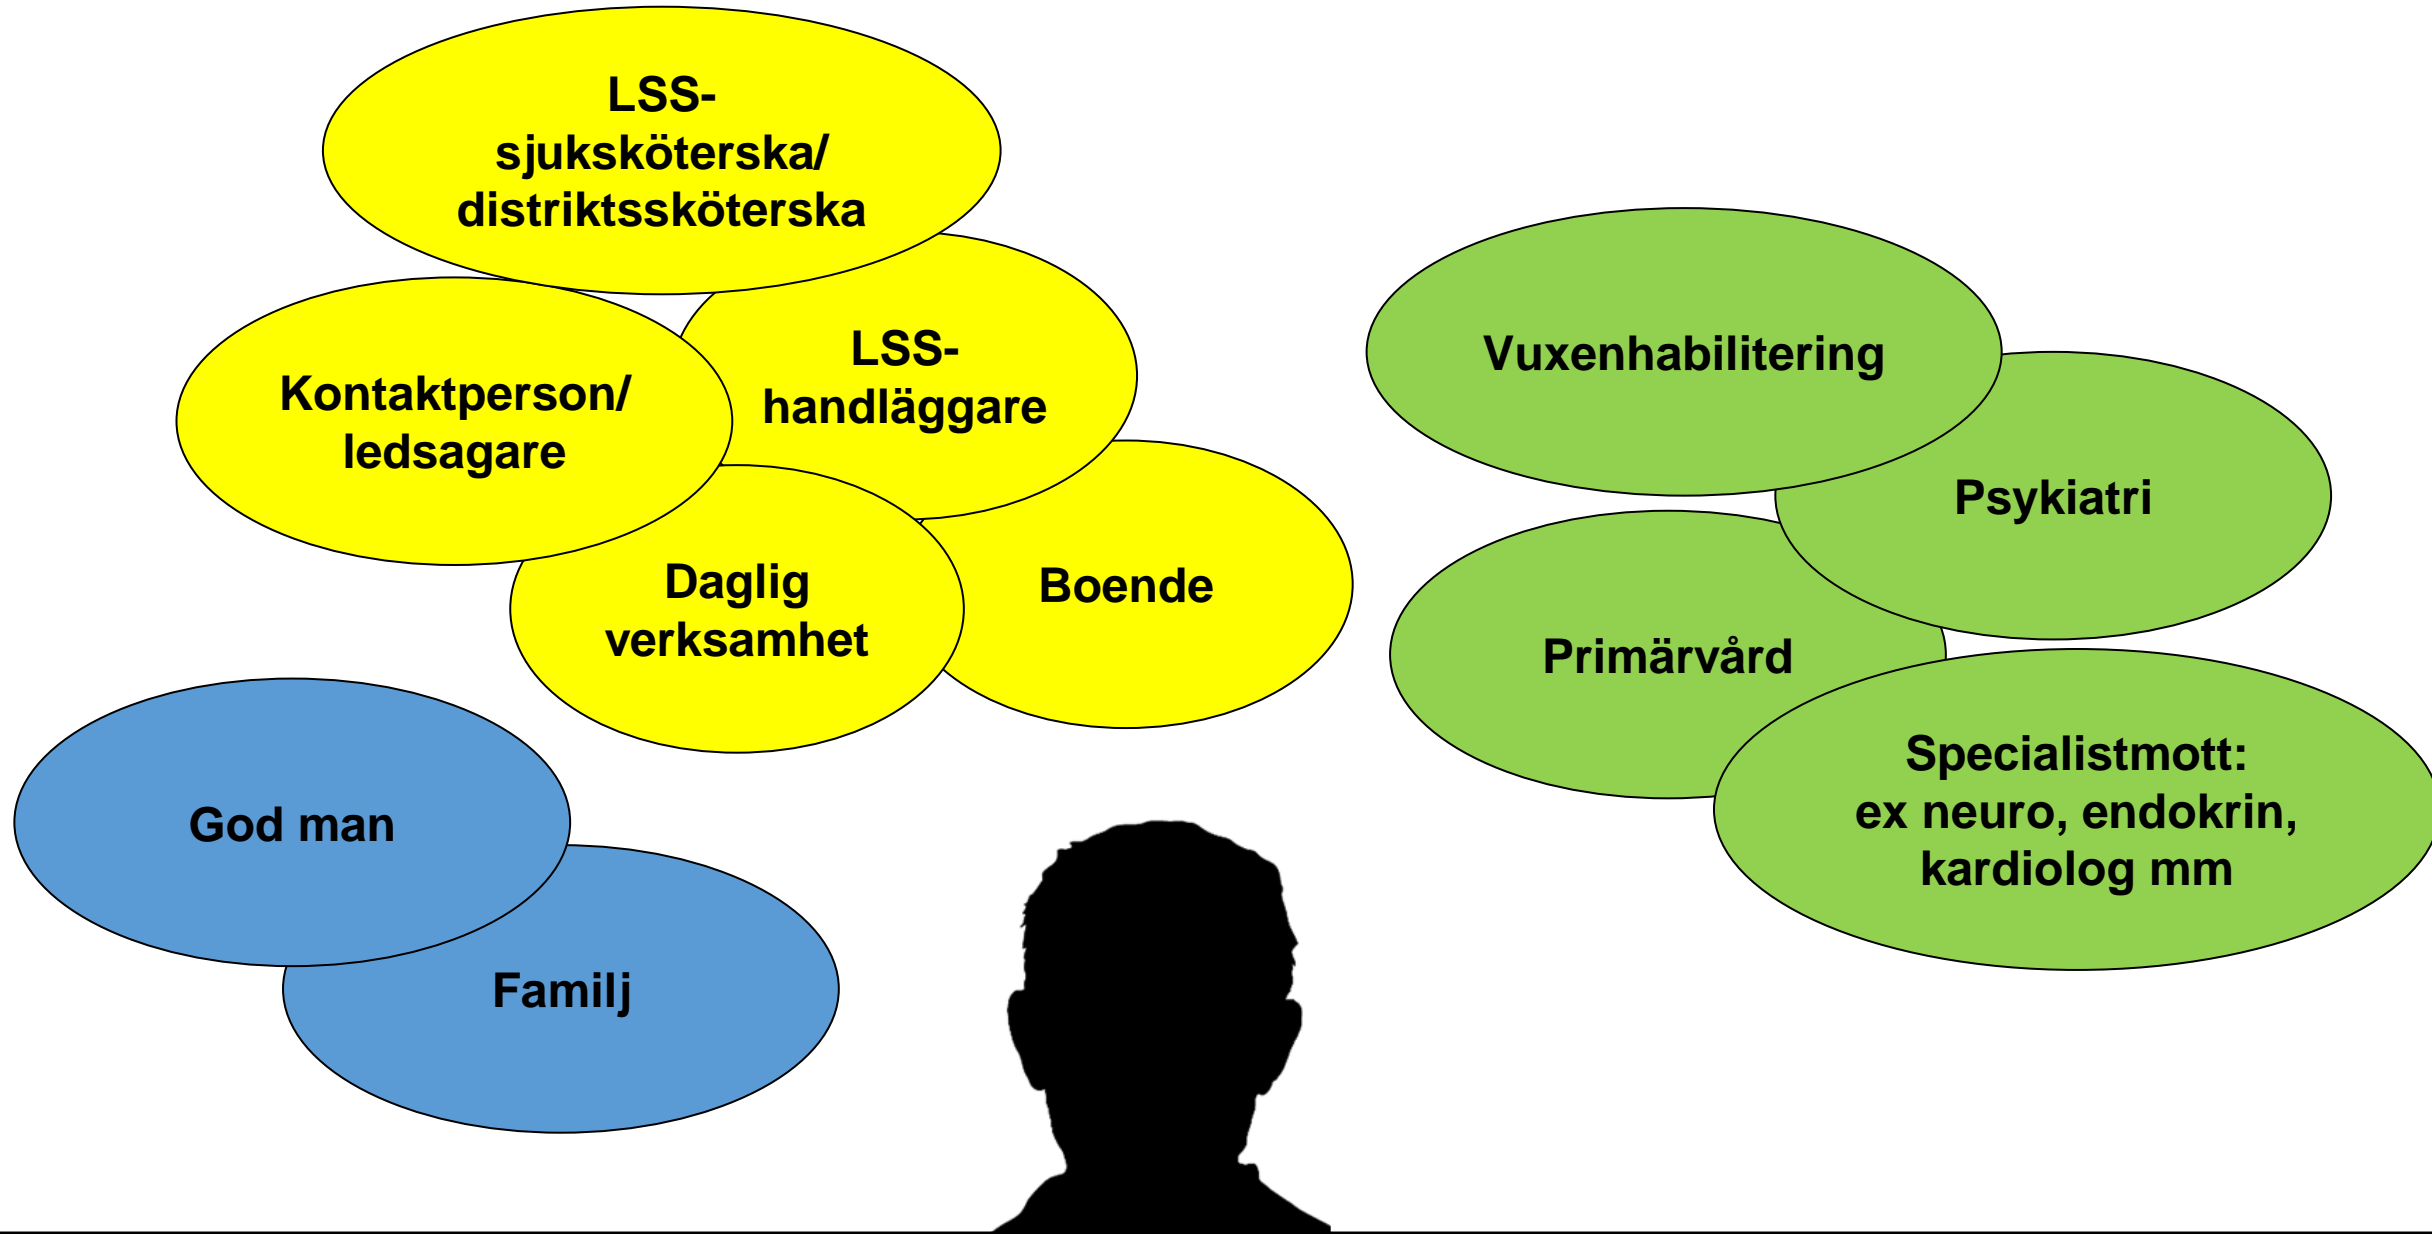 LSS-
sjuksköterska/
distriktssköterska
LSS-
handläggare
Kontaktperson/
ledsagare
Daglig
verksamhet
Boende
God man
Familj
Vuxenhabilitering
Psykiatri
Primärvård
Specialistmott:
ex neuro, endokrin,
kardiolog mm